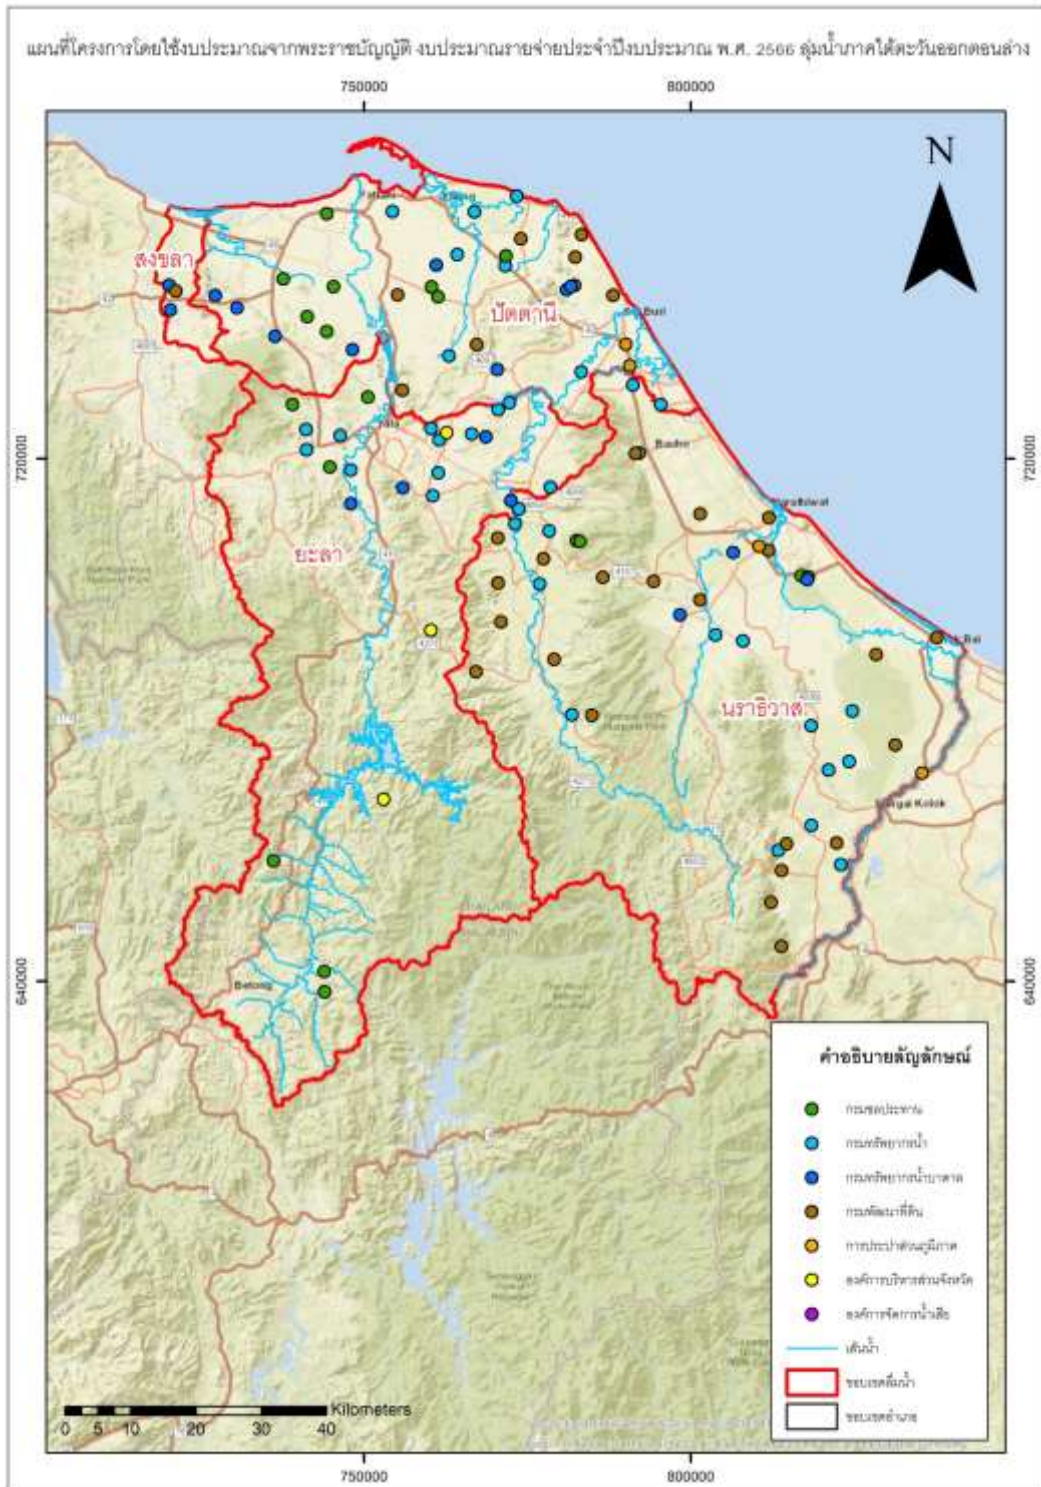 แผนที่โครงการโดยใช้งบประมาณจากพระราชบัญญัติ งบประมาณรายจ่ายประจำปีงบประมาณ พ.ศ. 2566 ลุ่มน้ำภาคใต้ตะวันออกตอนล่าง
750000 800000
N
สงขลา
ปัตตานี
Buri
720000 720000
ยะลา
นราธิวาส
Kolok
640000 640000
Betong
คำอธิบายสัญลักษณ์
กรมชลประทาน
กรมทรัพยากรน้ำ
กรมทรัพยากรน้ำบาดาล
กรมพัฒนาที่ดิน
การประปาส่วนภูมิภาค
องค์การบริหารส่วนจังหวัด
องค์การจัดการน้ำเสีย
เส้นน้ำ
ขอบเขตลุ่มน้ำ
ขอบเขตอำเภอ
Kilometers
0 5 10 20 30 40
750000 800000